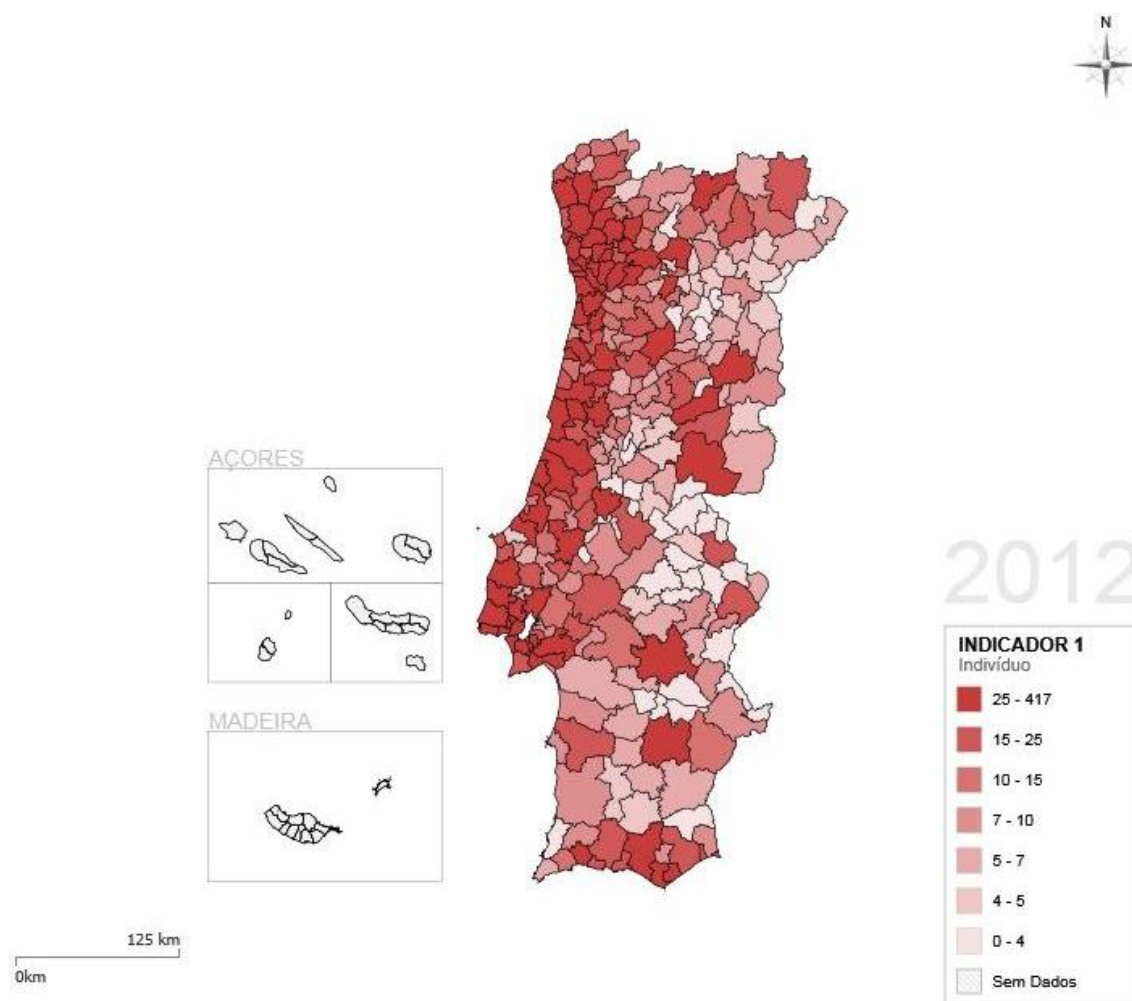 N
AÇORES
MADEIRA
125 km
0km
2012
INDICADOR 1
Indivíduo
25 - 417
15 - 25
10 - 15
7 - 10
5 - 7
4 - 5
0 - 4
Sem Dados